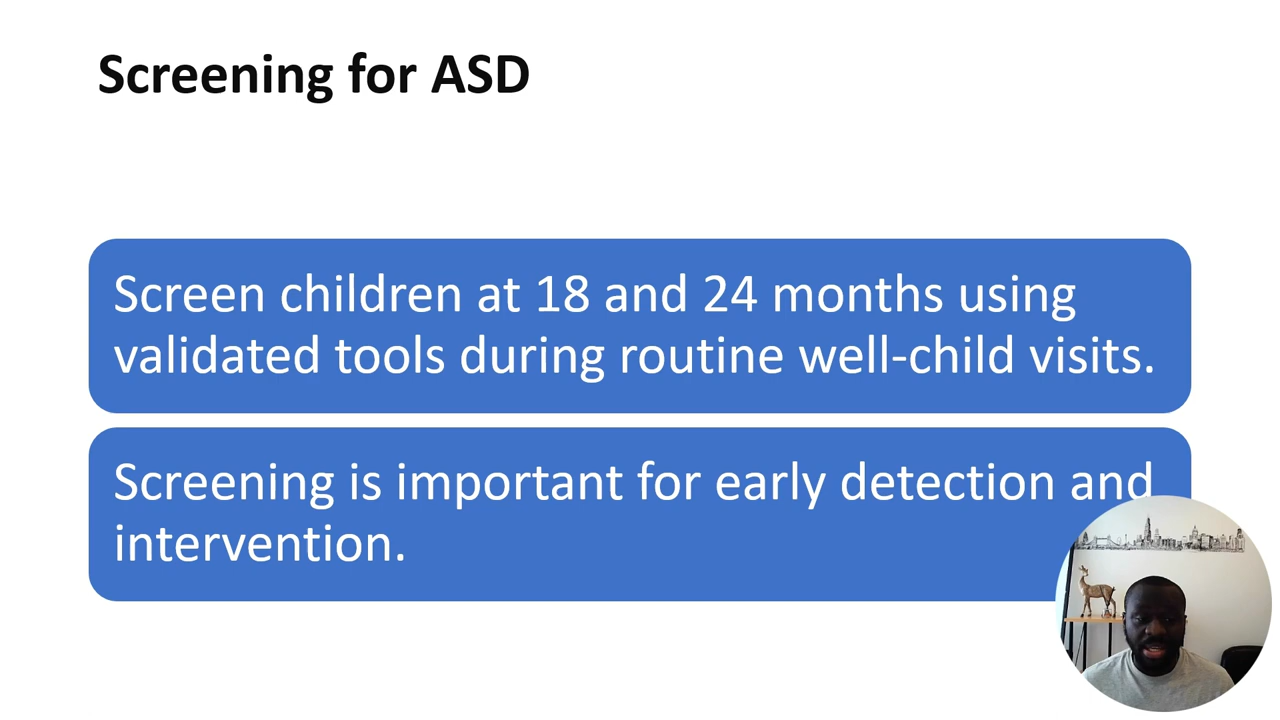 Screening for ASD
Screen children at 18 and 24 months using
validated tools during routine well-child visits.
Screening is important for early detection and
intervention.